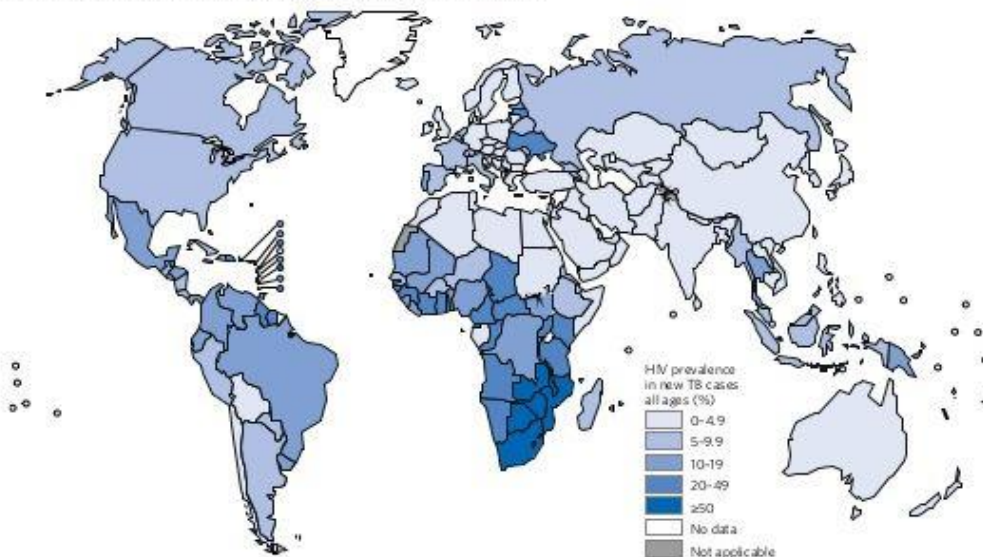 HIV prevalence
in new TB cases
all ages (%)
0-4.9
5-9.9
10-19
20-49
≥50
No data
Not applicable